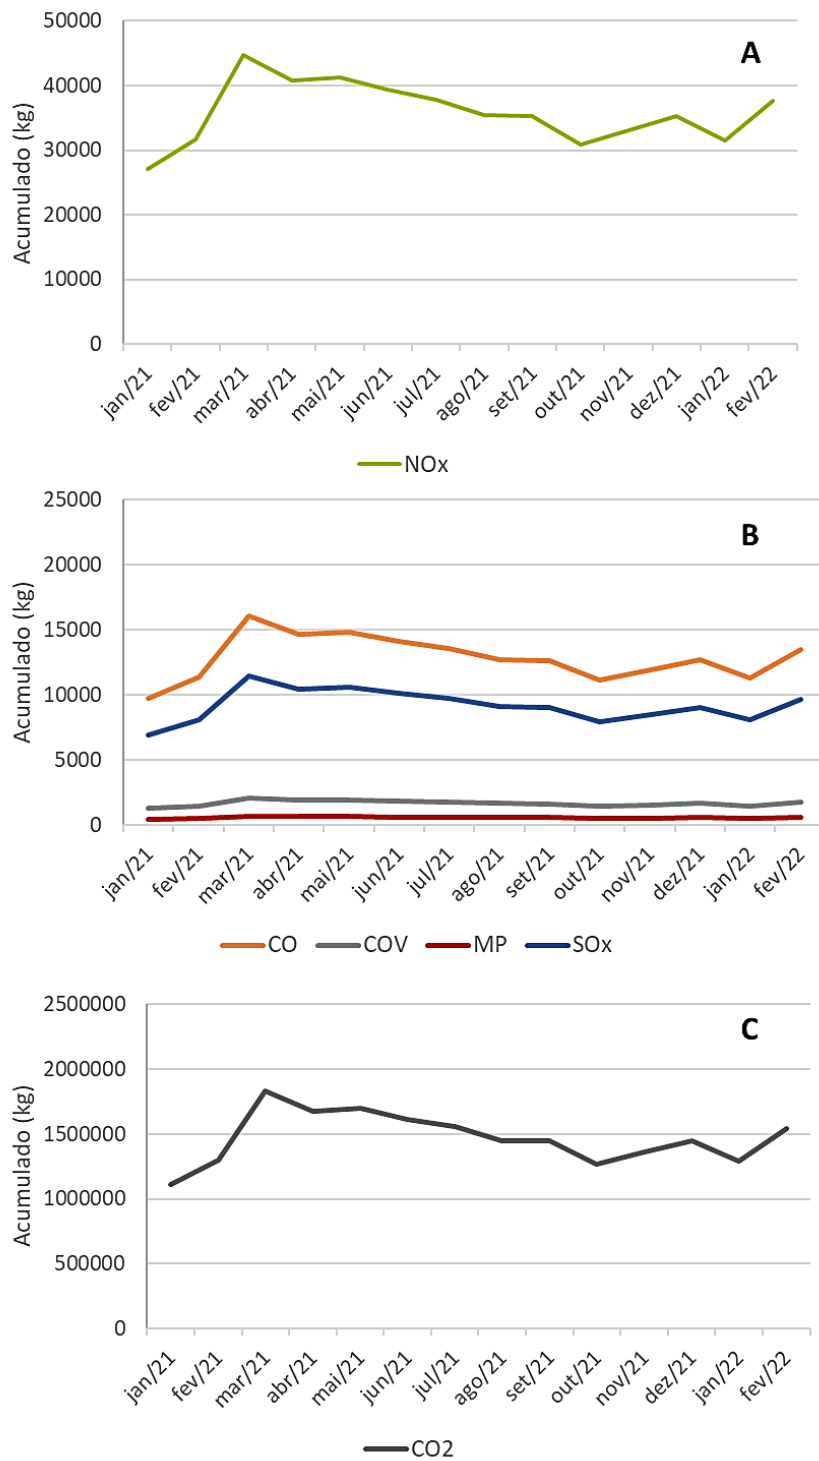 A
Acumulado (kg)
50000
40000
30000
20000
10000
0
jan/21 fev/21 mar/21 abr/21 mai/21 jun/21 jul/21 ago/21 set/21 out/21 nov/21 dez/21 jan/22 fev/22
NOx
B
Acumulado (kg)
25000
20000
15000
10000
5000
0
jan/21 fev/21 mar/21 abr/21 mai/21 jun/21 jul/21 ago/21 set/21 out/21 nov/21 dez/21 jan/22 fev/22
CO COV MP SOx
C
Acumulado (kg)
2500000
2000000
1500000
1000000
500000
0
jan/21 fev/21 mar/21 abr/21 mai/21 jun/21 jul/21 ago/21 set/21 out/21 nov/21 dez/21 jan/22 fev/22
CO2